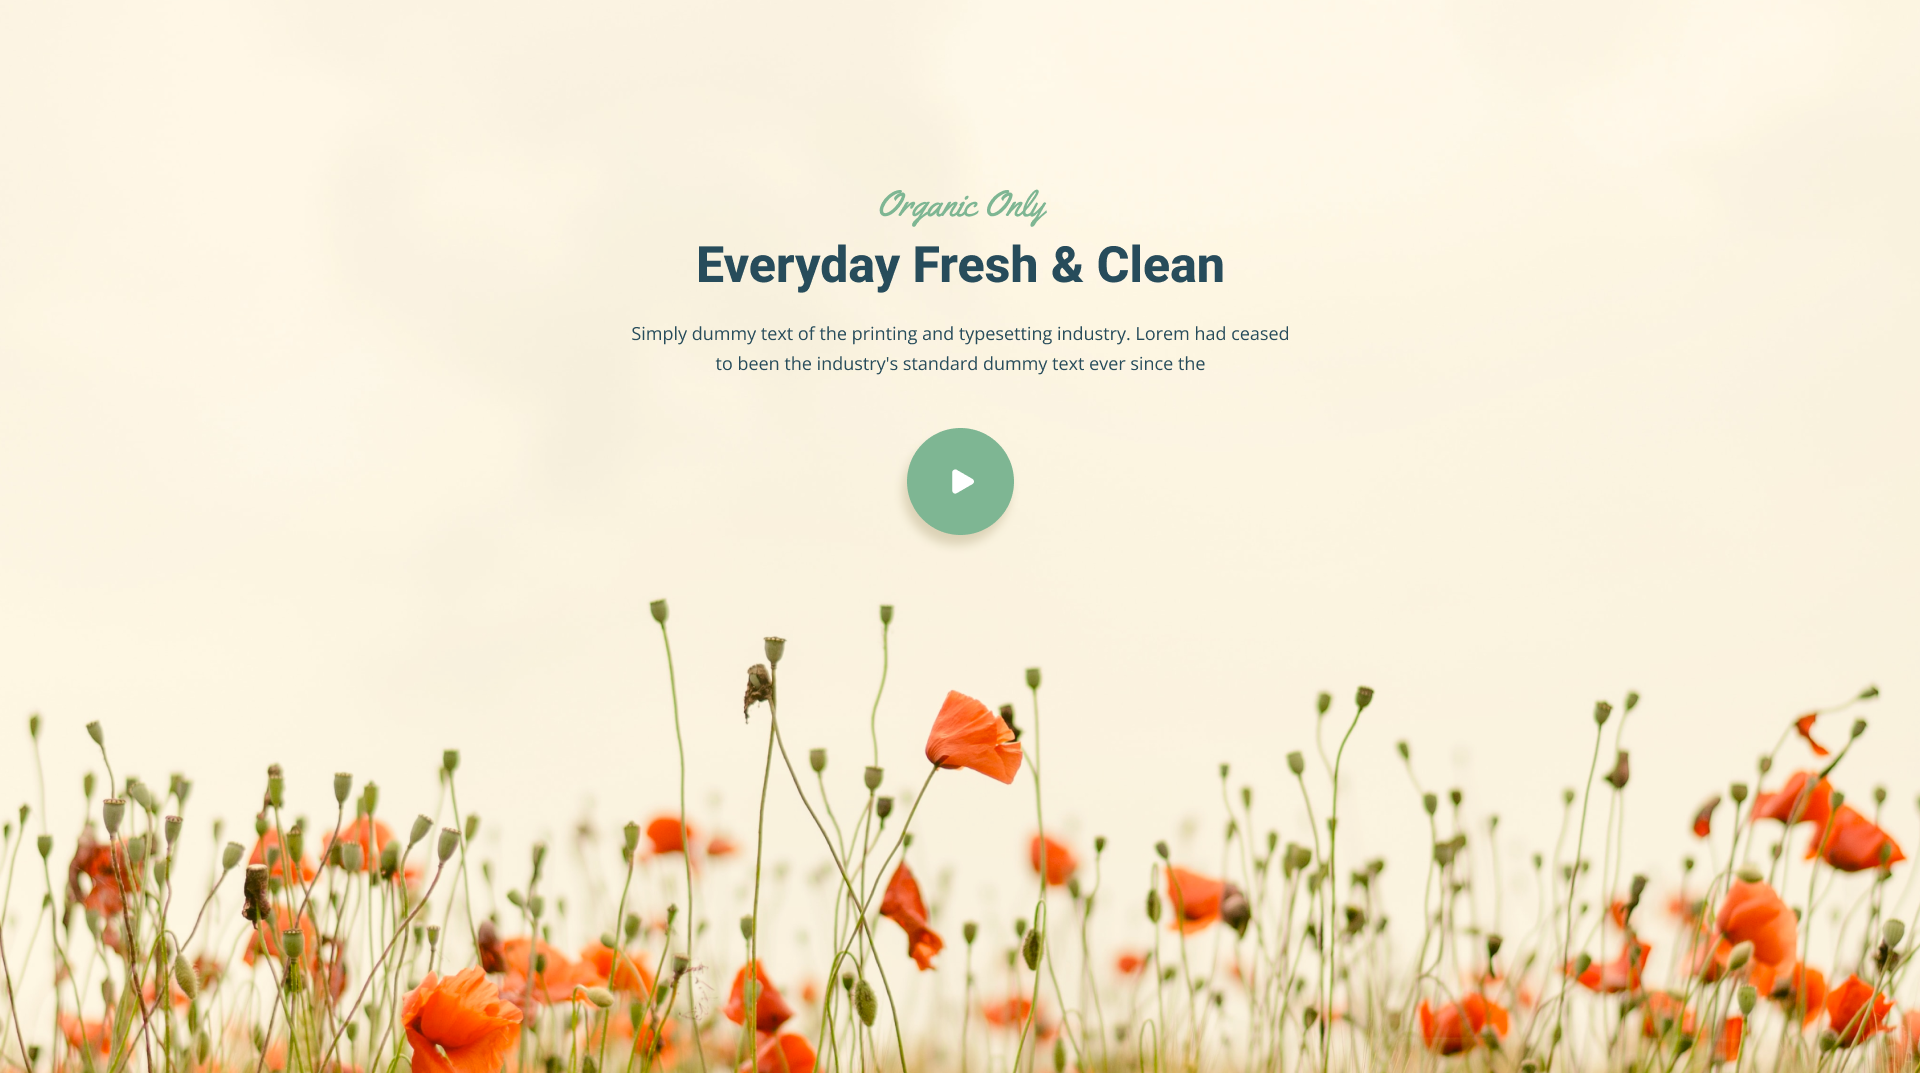 Organic Only
Everyday Fresh & Clean
Simply dummy text of the printing and typesetting industry. Lorem had ceased
to been the industry's standard dummy text ever since the